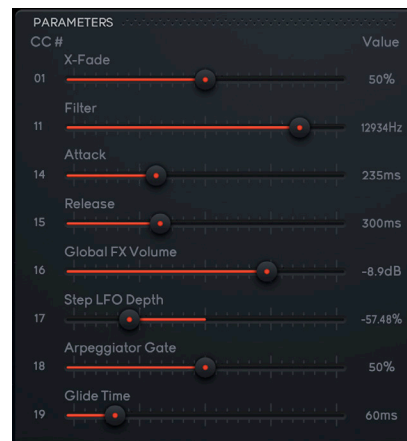 PARAMETERS
CC # Value
X-Fade
01 50%
Filter
11 12934Hz
Attack
14 235ms
Release
15 300ms
Global FX Volume
16 -8.9dB
Step LFO Depth
17 -57.48%
Arpeggiator Gate
18 50%
Glide Time
19 60ms